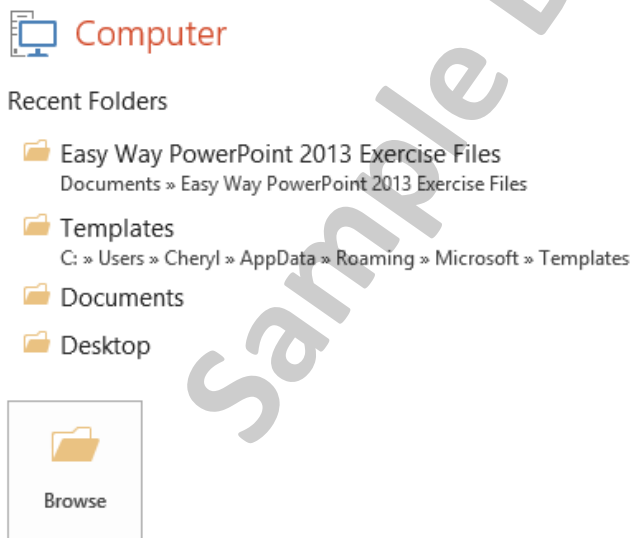 Computer
Recent Folders
Easy Way PowerPoint 2013 Exercise Files
Documents » Easy Way PowerPoint 2013 Exercise Files
Templates
C: » Users » Cheryl » AppData » Roaming » Microsoft » Templates
Documents
Desktop
Browse
Sample